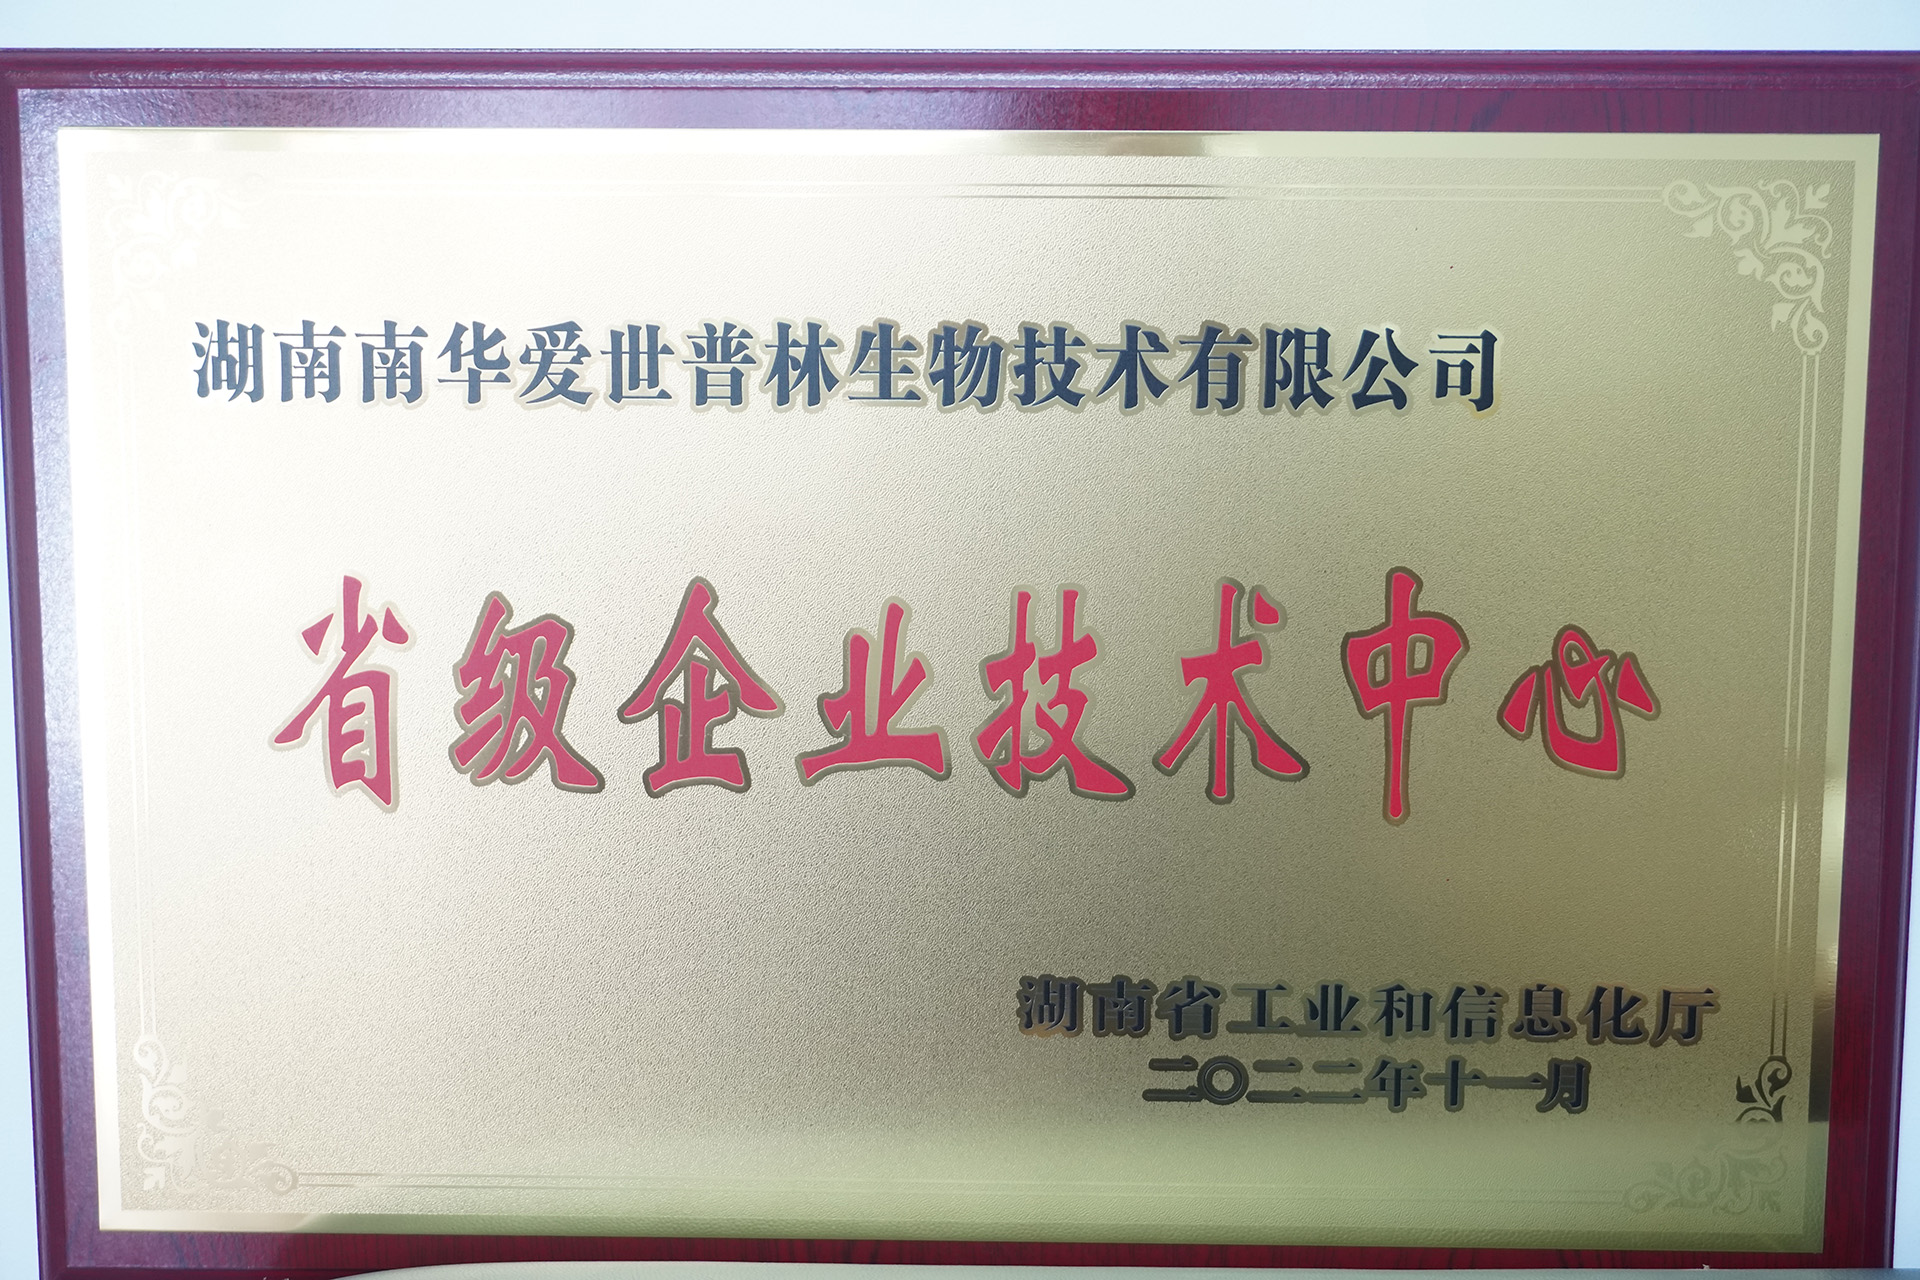 湖南南华爱世普林生物技术有限公司
省级企业技术中心
湖南省工业和信息化厅
二〇二二年十一月